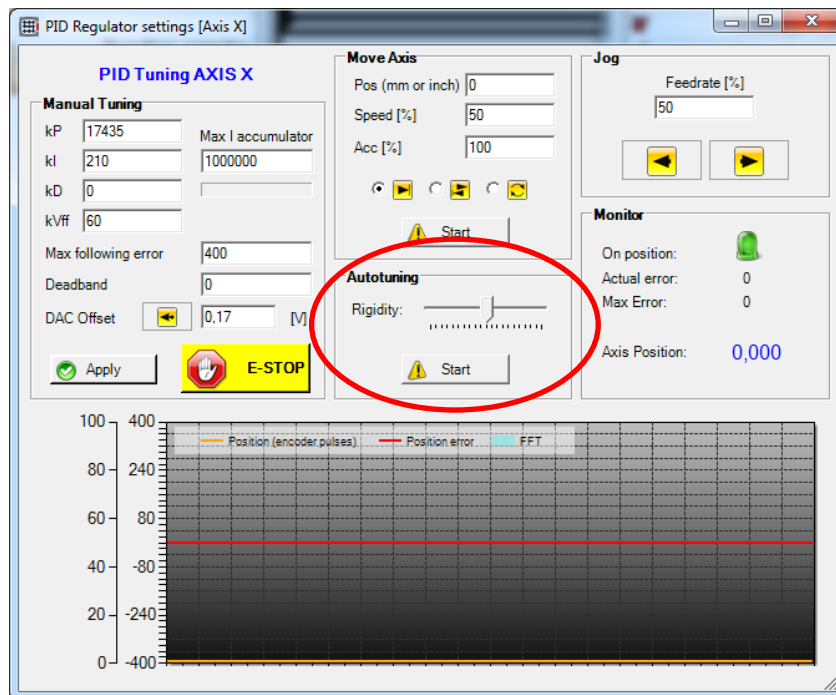 PID Regulator settings [Axis X]
PID Tuning AXIS X
Manual Tuning
kP 17435
kI 210
kD 0
kVff 60
Max I accumulator
1000000
Max following error 400
Deadband 0
DAC Offset 0,17 [V]
Apply
E-STOP
Move Axis
Pos (mm or inch) 0
Speed [%] 50
Acc [%] 100
Start
Autotuning
Rigidity:
Start
Jog
Feedrate [%]
50
Monitor
On position:
Actual error: 0
Max Error: 0
Axis Position: 0,000
Position (encoder pulses) Position error FFT
100 400
80 240
60 80
40 -80
20 -240
0 -400